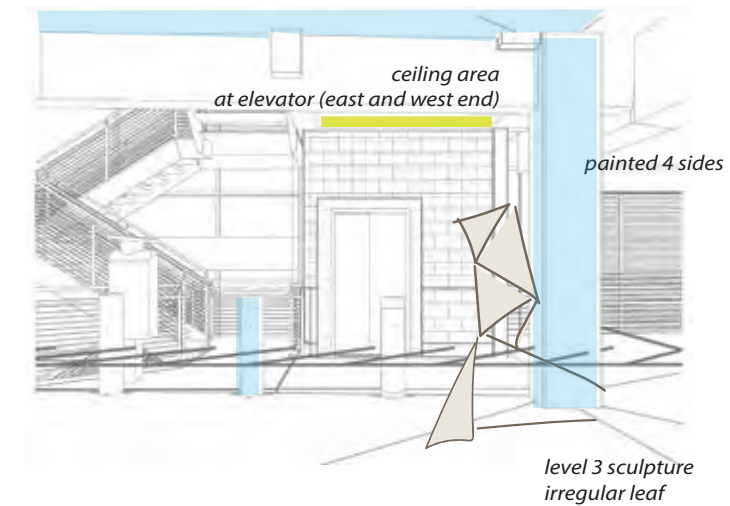 ceiling area
at elevator (east and west end)
painted 4 sides
level 3 sculpture
irregular leaf